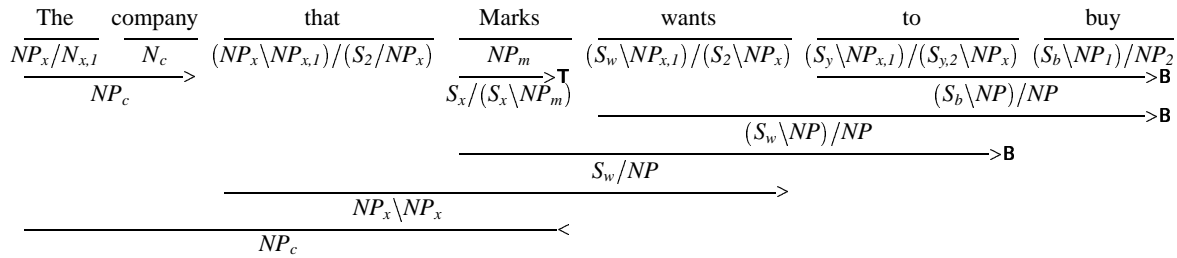 The company that Marks wants to buy
NP_x/N_{x,1} N_c (NP_x\NP_{x,1})/(S_2/NP_x) NP_m (S_w\NP_{x,1})/(S_2\NP_x) (S_y\NP_{x,1})/(S_{y,2}\NP_x) (S_b\NP_1)/NP_2
> >T >B
NP_c S_x/(S_x\NP_m) (S_b\NP)/NP
>B
(S_w\NP)/NP
>B
S_w/NP
>
NP_x\NP_x
<
NP_c